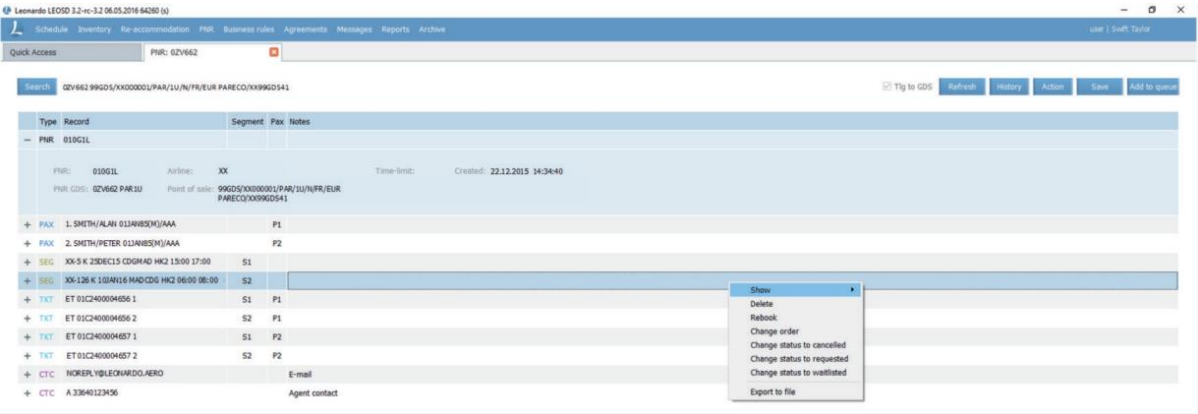 Leonardo LEOSD 3.2-rc-3.2 06.05.2016 64260 (s)
Schedule Inventory Re-accommodation PNR Business rules Agreements Messages Reports Archive user | Swift Taylor
Quick Access PNR: 0ZV662
Search 0ZV662 99GDS/XX000001/PAR/1U/N/FR/EUR PARECO/XX99GDS41 Tlg to GDS Refresh History Action Save Add to queue
Type Record Segment Pax Notes
− PNR 010G1L
PNR: 010G1L Airline: XX Time-limit: Created: 22.12.2015 14:34:40
PNR GDS: 0ZV662 PAR1U Point of sale: 99GDS/XX000001/PAR/1U/N/FR/EUR
PARECO/XX99GDS41
+ PAX 1. SMITH/ALAN 01JAN85(M)/AAA P1
+ PAX 2. SMITH/PETER 01JAN85(M)/AAA P2
+ SEG XX-5 K 25DEC15 CDGMAD HK2 15:00 17:00 S1
+ SEG XX-126 K 10JAN16 MADCDG HK2 06:00 08:00 S2
+ TKT ET 01C2400004656 1 S1 P1
+ TKT ET 01C2400004656 2 S2 P1
+ TKT ET 01C2400004657 1 S1 P2
+ TKT ET 01C2400004657 2 S2 P2
+ CTC NOREPLY@LEONARDO.AERO E-mail
+ CTC A 33640123456 Agent contact
Show
Delete
Rebook
Change order
Change status to cancelled
Change status to requested
Change status to waitlisted
Export to file